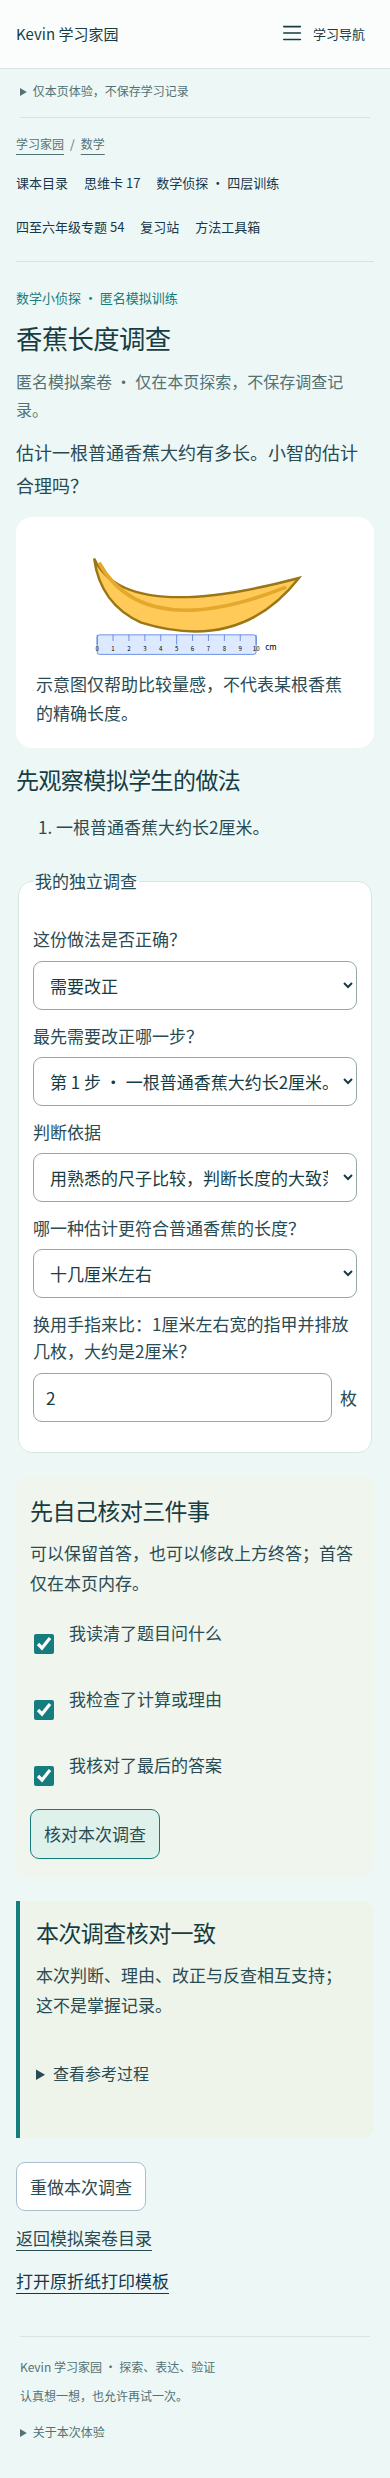 Kevin 学习家园
学习导航
仅本页体验，不保存学习记录
学习家园 / 数学
课本目录 思维卡 17 数学侦探 · 四层训练
四至六年级专题 54 复习站 方法工具箱
数学小侦探 · 匿名模拟训练
香蕉长度调查
匿名模拟案卷 · 仅在本页探索，不保存调查记
录。
估计一根普通香蕉大约有多长。小智的估计
合理吗？
0 1 2 3 4 5 6 7 8 9 10 cm
示意图仅帮助比较量感，不代表某根香蕉
的精确长度。
先观察模拟学生的做法
1. 一根普通香蕉大约长2厘米。
我的独立调查
这份做法是否正确？
需要改正
最先需要改正哪一步？
第 1 步 · 一根普通香蕉大约长2厘米。
判断依据
用熟悉的尺子比较，判断长度的大致
哪一种估计更符合普通香蕉的长度？
十几厘米左右
换用手指来比：1厘米左右宽的指甲并排放
几枚，大约是2厘米？
2 枚
先自己核对三件事
可以保留首答，也可以修改上方终答；首答
仅在本页内存。
我读清了题目问什么
我检查了计算或理由
我核对了最后的答案
核对本次调查
本次调查核对一致
本次判断、理由、改正与反查相互支持；
这不是掌握记录。
查看参考过程
重做本次调查
返回模拟案卷目录
打开原折纸打印模板
Kevin 学习家园 · 探索、表达、验证
认真想一想，也允许再试一次。
关于本次体验